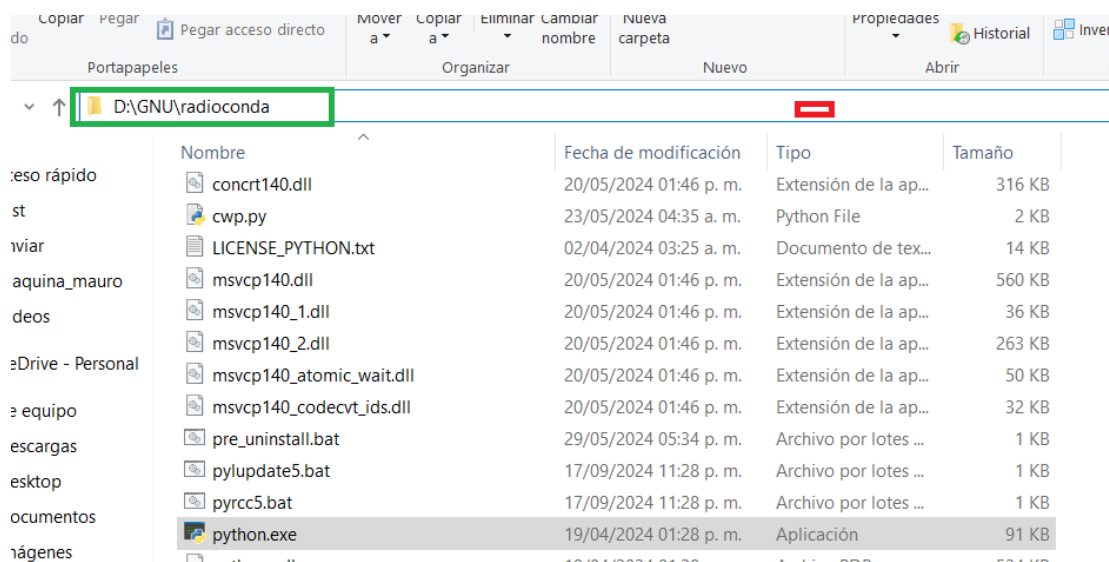 Copiar Pegar Pegar acceso directo Mover Copiar Eliminar Cambiar Nueva Propiedades Historial
do a a nombre carpeta
Portapapeles Organizar Nuevo Abrir
D:\GNU\radioconda
Nombre Fecha de modificación Tipo Tamaño
ceso rápido
concrt140.dll 20/05/2024 01:46 p. m. Extensión de la ap... 316 KB
st
cwp.py 23/05/2024 04:35 a. m. Python File 2 KB
nviar
LICENSE_PYTHON.txt 02/04/2024 03:25 a. m. Documento de tex... 14 KB
aquina_mauro
msvcp140.dll 20/05/2024 01:46 p. m. Extensión de la ap... 560 KB
deos
msvcp140_1.dll 20/05/2024 01:46 p. m. Extensión de la ap... 36 KB
msvcp140_2.dll 20/05/2024 01:46 p. m. Extensión de la ap... 263 KB
eDrive - Personal
msvcp140_atomic_wait.dll 20/05/2024 01:46 p. m. Extensión de la ap... 50 KB
e equipo
msvcp140_codecvt_ids.dll 20/05/2024 01:46 p. m. Extensión de la ap... 32 KB
escargas
pre_uninstall.bat 29/05/2024 05:34 p. m. Archivo por lotes ... 1 KB
esktop
pylupdate5.bat 17/09/2024 11:28 p. m. Archivo por lotes ... 1 KB
ocumentos
pyrcc5.bat 17/09/2024 11:28 p. m. Archivo por lotes ... 1 KB
python.exe 19/04/2024 01:28 p. m. Aplicación 91 KB
nágenes